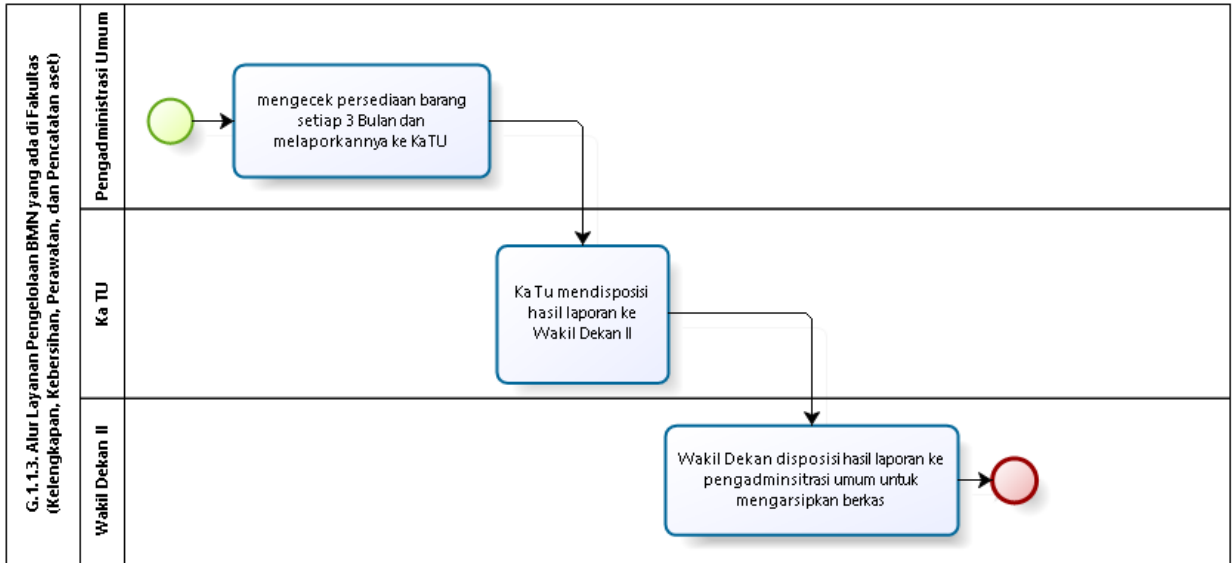 G.1.1.3. Alur Layanan Pengelolaan BMN yang ada di Fakultas
(Kelengkapan, Kebersihan, Perawatan, dan Pencatatan aset)
Pengadministrasi Umum
mengecek persediaan barang
setiap 3 Bulan dan
melaporkannya ke KaTU
Ka TU
Ka Tu mendisposisi
hasil laporan ke
Wakil Dekan II
Wakil Dekan II
Wakil Dekan disposisi hasil laporan ke
pengadminsitrasi umum untuk
mengarsipkan berkas